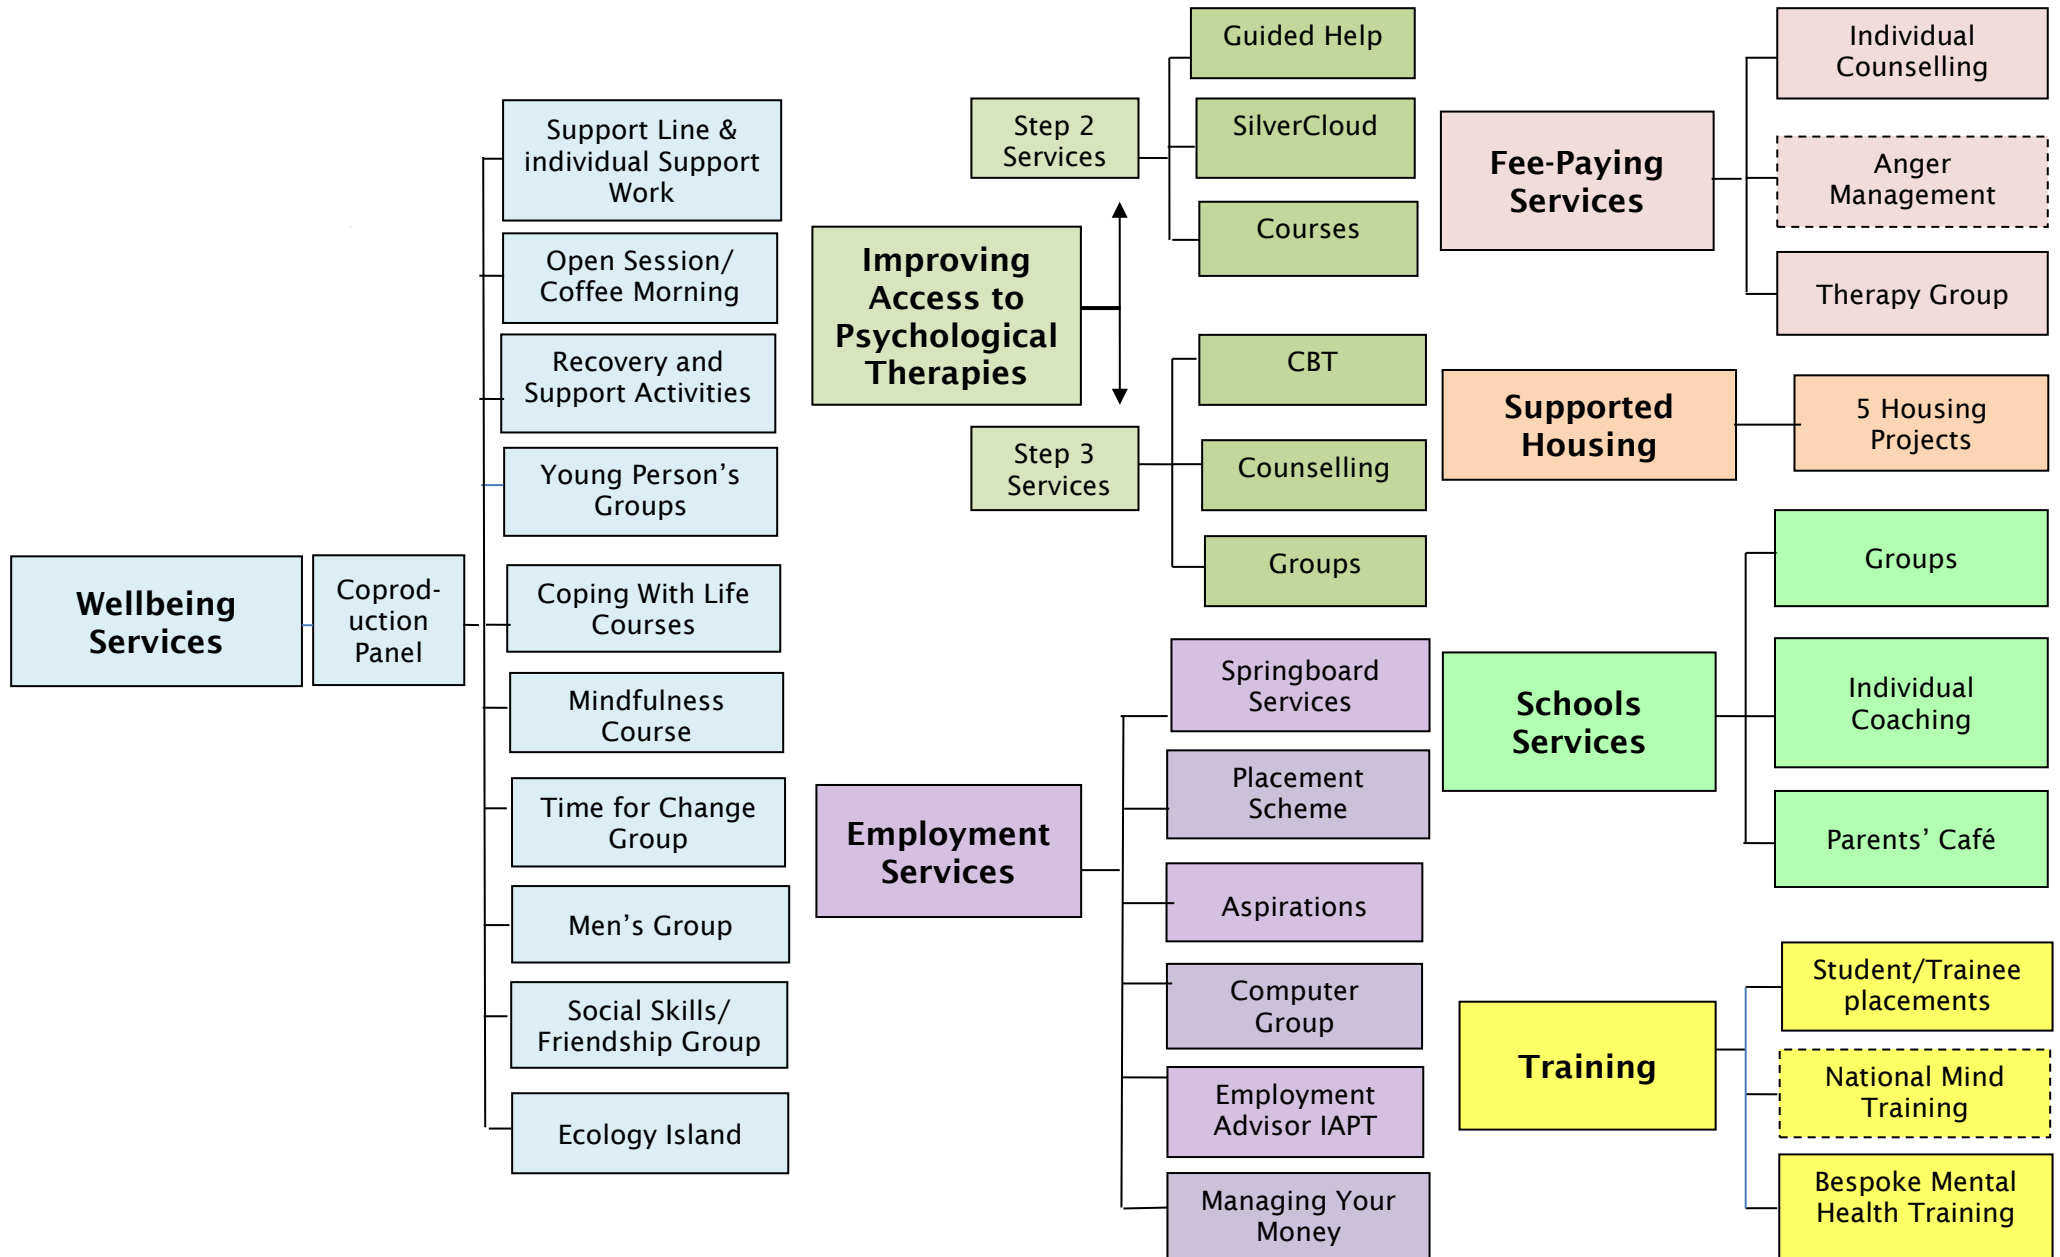 Wellbeing
Services
Coprod-
uction
Panel
Support Line &
individual Support
Work
Open Session/
Coffee Morning
Recovery and
Support Activities
Young Person’s
Groups
Coping With Life
Courses
Mindfulness
Course
Time for Change
Group
Men’s Group
Social Skills/
Friendship Group
Ecology Island
Improving
Access to
Psychological
Therapies
Step 2
Services
Guided Help
SilverCloud
Courses
Step 3
Services
CBT
Counselling
Groups
Employment
Services
Springboard
Services
Placement
Scheme
Aspirations
Computer
Group
Employment
Advisor IAPT
Managing Your
Money
Fee-Paying
Services
Individual
Counselling
Anger
Management
Therapy Group
Supported
Housing
5 Housing
Projects
Schools
Services
Groups
Individual
Coaching
Parents’ Café
Training
Student/Trainee
placements
National Mind
Training
Bespoke Mental
Health Training